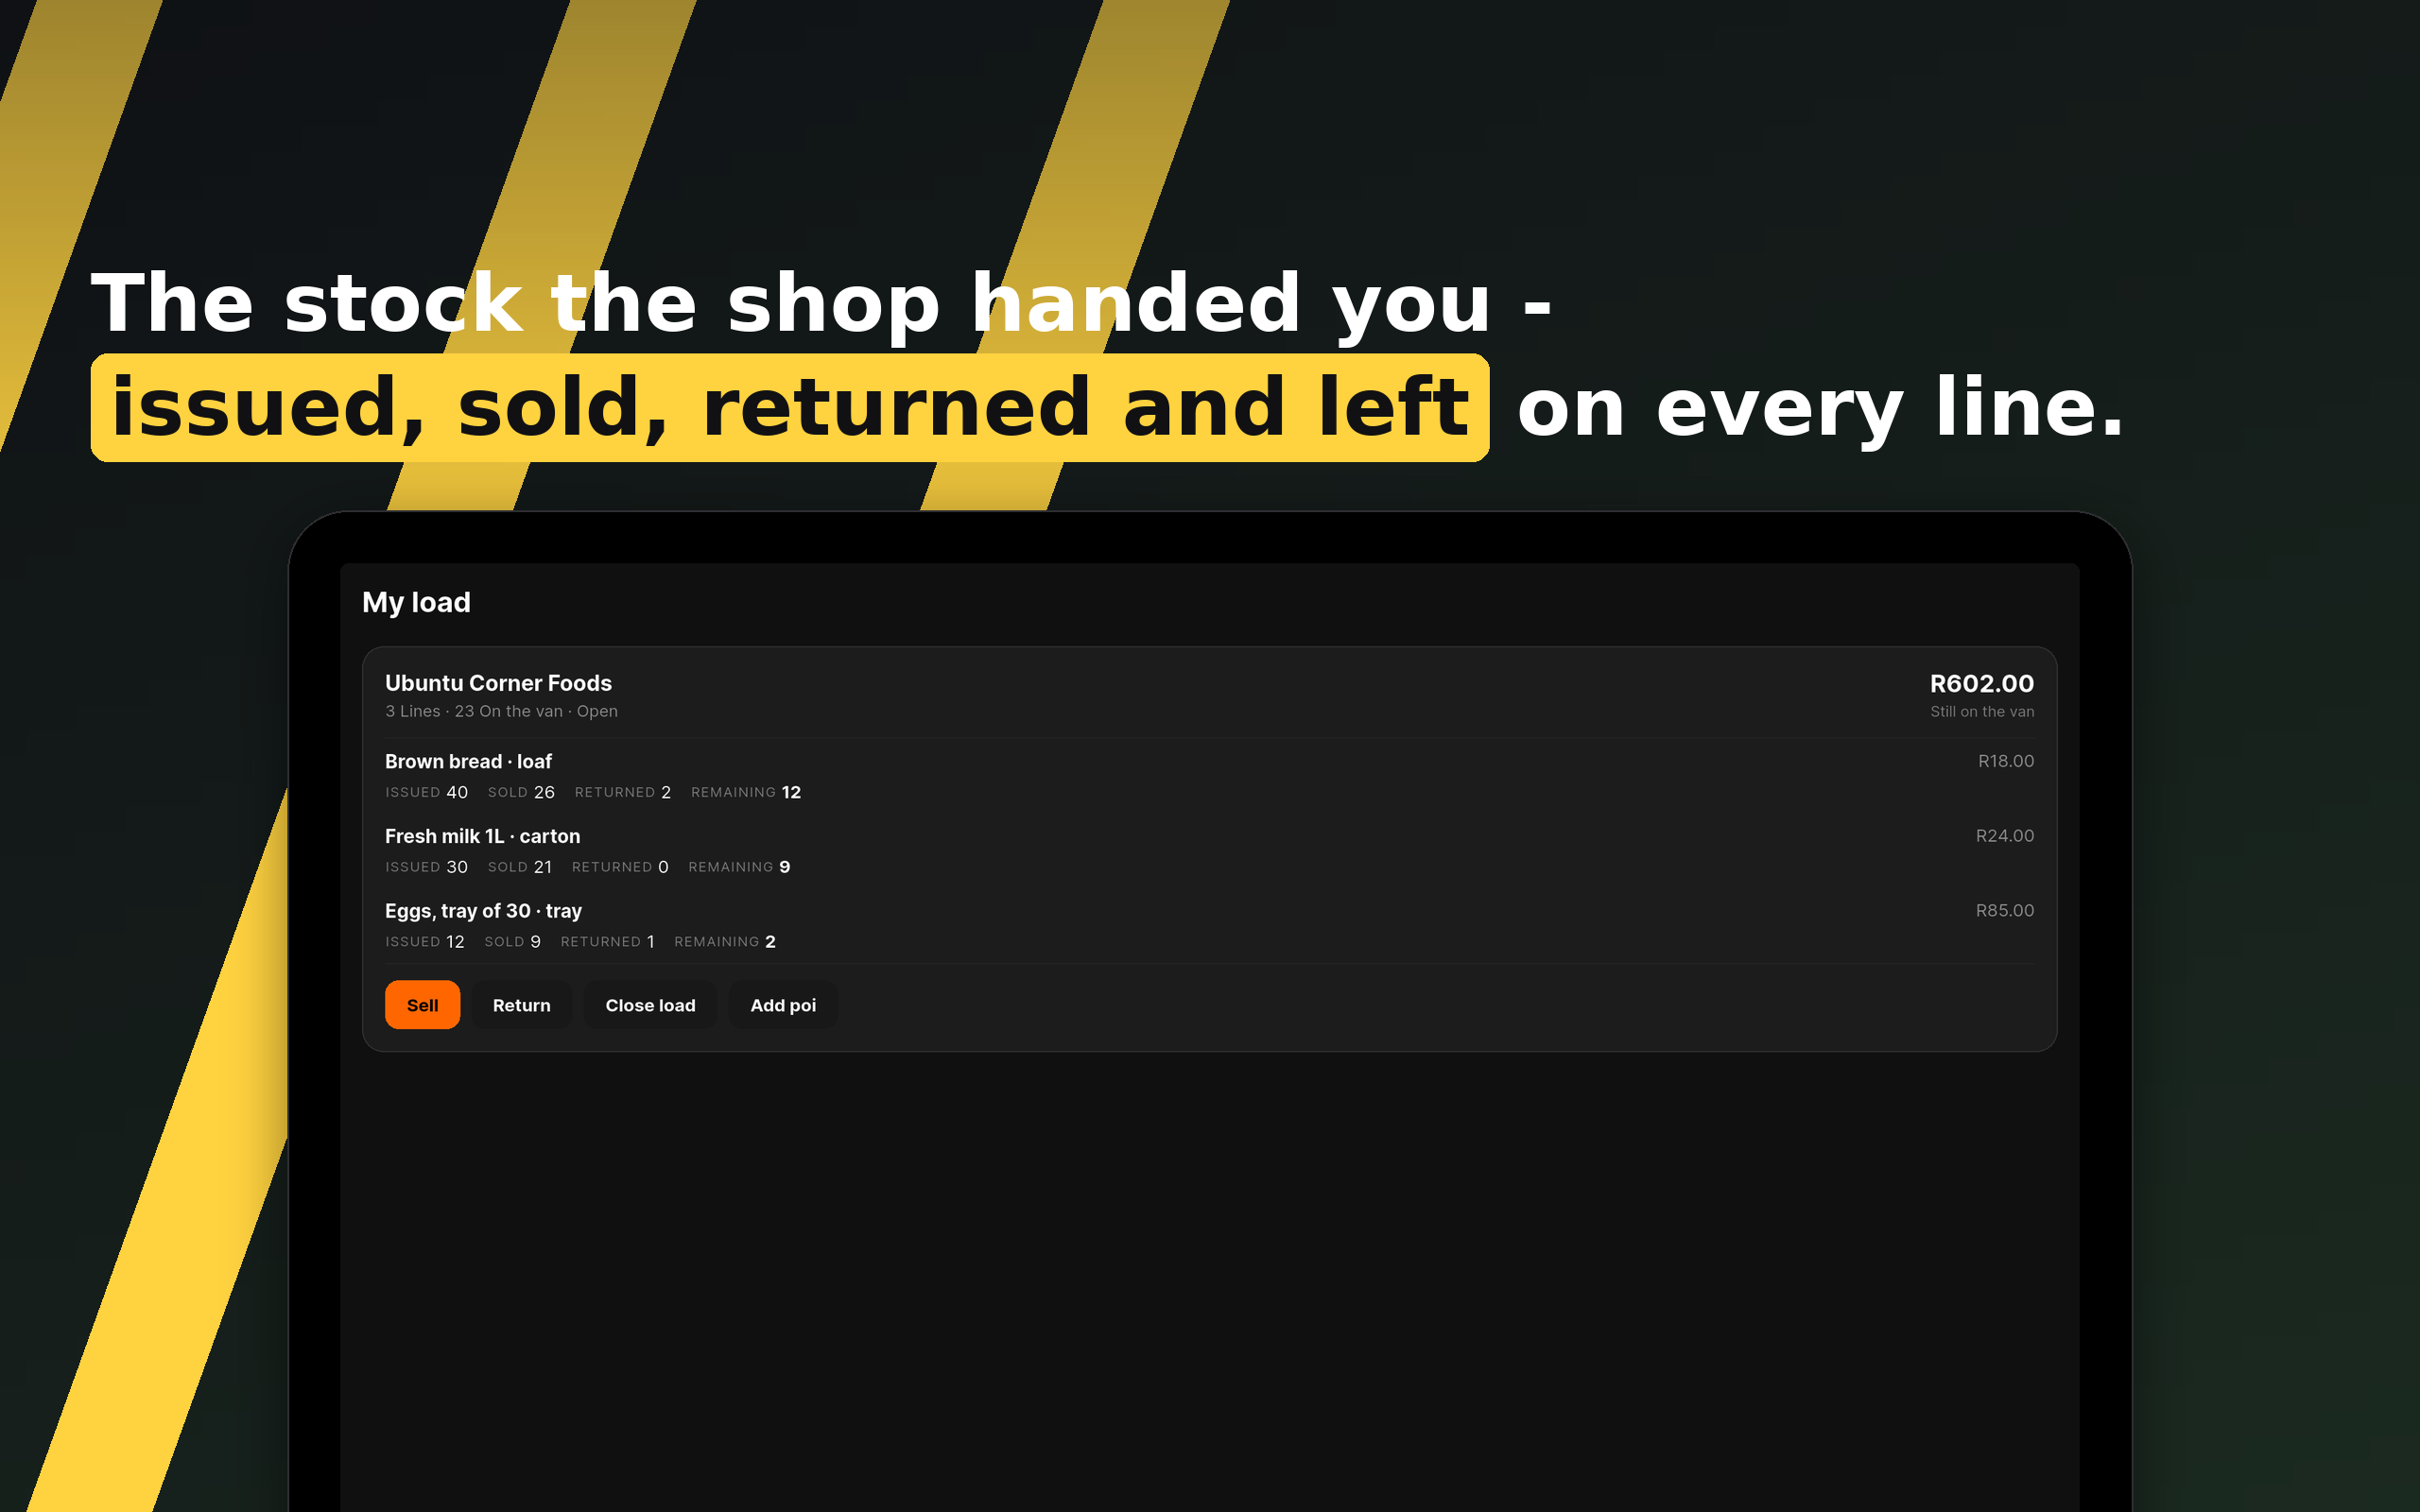 The stock the shop handed you -
issued, sold, returned and left on every line.
My load
Ubuntu Corner Foods
R602.00
3 Lines · 23 On the van · Open
Still on the van
Brown bread · loaf
R18.00
ISSUED 40 SOLD 26 RETURNED 2 REMAINING 12
Fresh milk 1L · carton
R24.00
ISSUED 30 SOLD 21 RETURNED 0 REMAINING 9
Eggs, tray of 30 · tray
R85.00
ISSUED 12 SOLD 9 RETURNED 1 REMAINING 2
Sell Return Close load Add poi